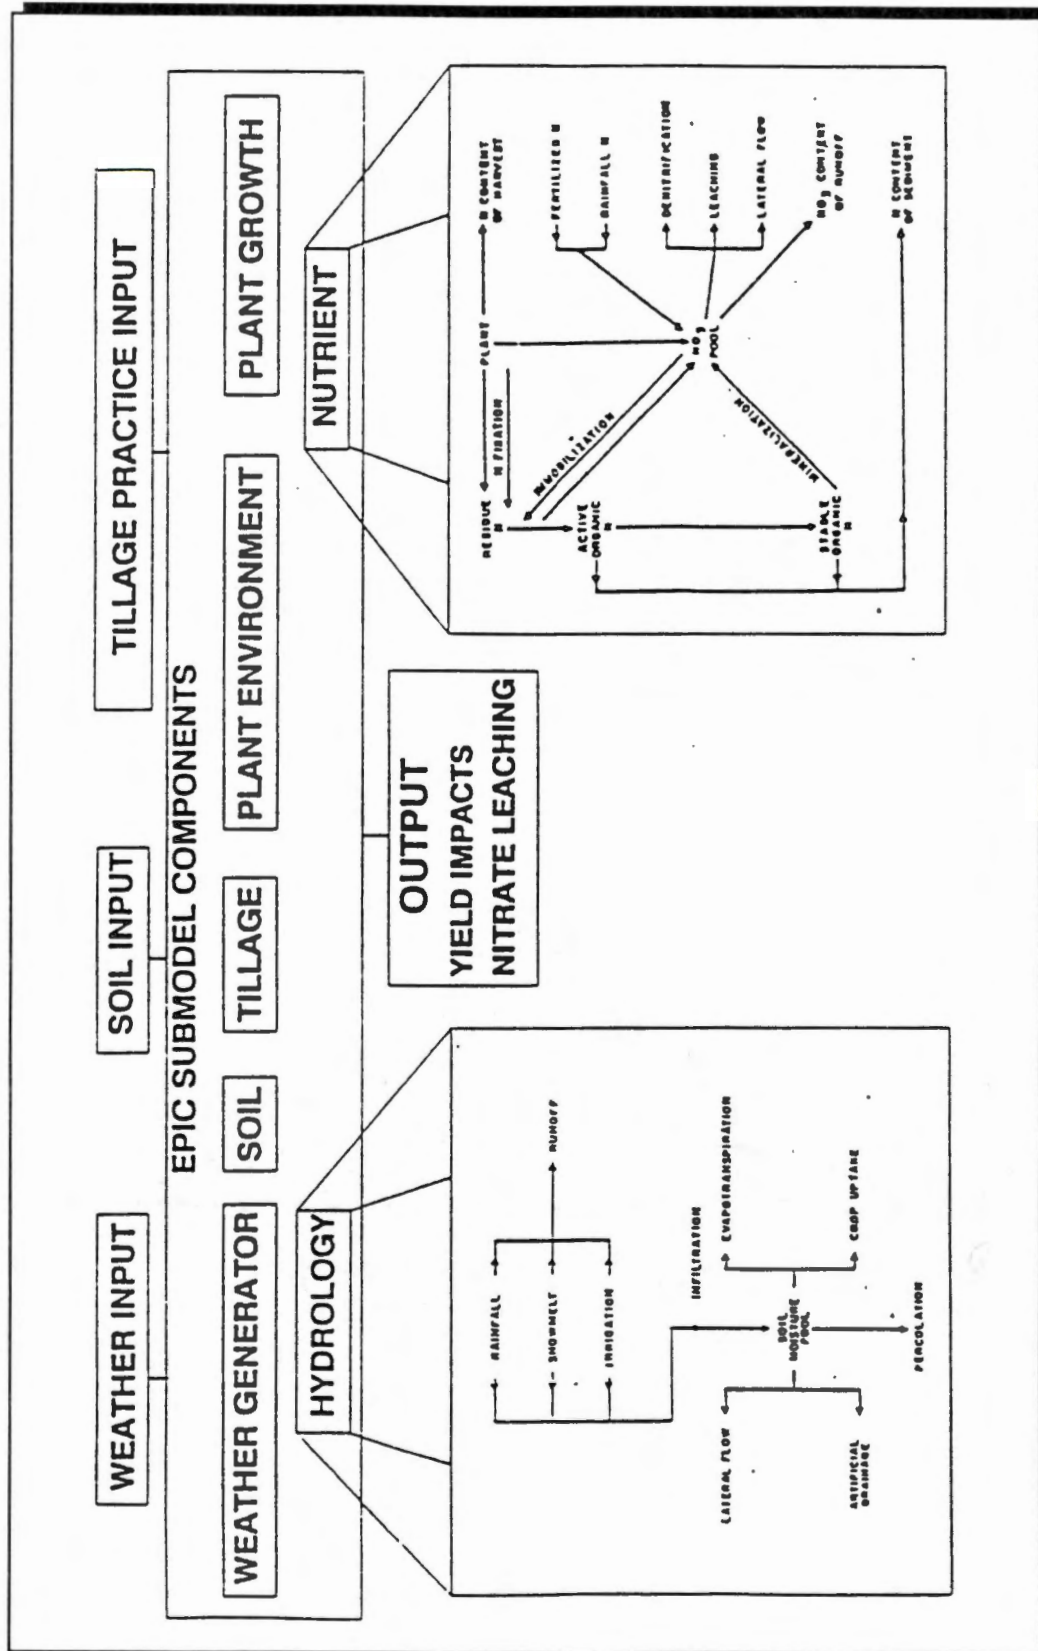 WEATHER INPUT
SOIL INPUT
TILLAGE PRACTICE INPUT
EPIC SUBMODEL COMPONENTS
WEATHER GENERATOR
SOIL
TILLAGE
PLANT ENVIRONMENT
PLANT GROWTH
HYDROLOGY
NUTRIENT
RAINFALL
SNOWMELT
IRRIGATION
RUNOFF
INFILTRATION
LATERAL FLOW
ARTIFICIAL
DRAINAGE
SOIL
MOISTURE
POOL
EVAPOTRANSPIRATION
CROP UPTAKE
PERCOLATION
OUTPUT
YIELD IMPACTS
NITRATE LEACHING
RESIDUE
N
PLANT
N CONTENT
OF HARVEST
N FIXATION
FERTILIZER N
RAINFALL N
IMMOBILIZATION
ACTIVE
ORGANIC
N
NO3
POOL
DENITRIFICATION
LEACHING
LATERAL FLOW
MINERALIZATION
NO3 CONTENT
OF RUNOFF
STABLE
ORGANIC
N
N CONTENT
OF SEDIMENT